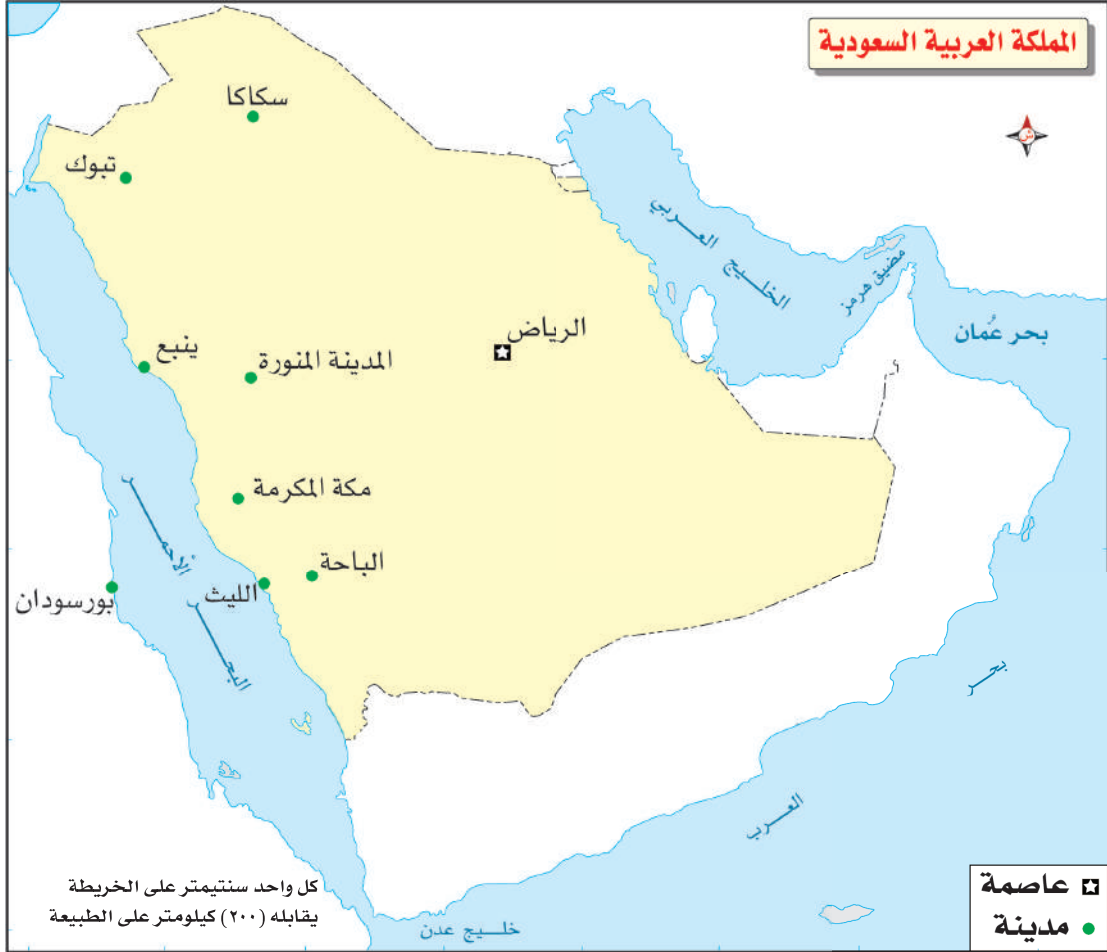 المملكة العربية السعودية
ش
سكاكا
تبوك
الخليج العربي
مضيق هرمز
بحر عُمان
الرياض
ينبع
المدينة المنورة
مكة المكرمة
الباحة
الليث
بورسودان
البحر الأحمر
بحر العرب
خليج عدن
كل واحد سنتيمتر على الخريطة
يقابله (٢٠٠) كيلومتر على الطبيعة
عاصمة
مدينة